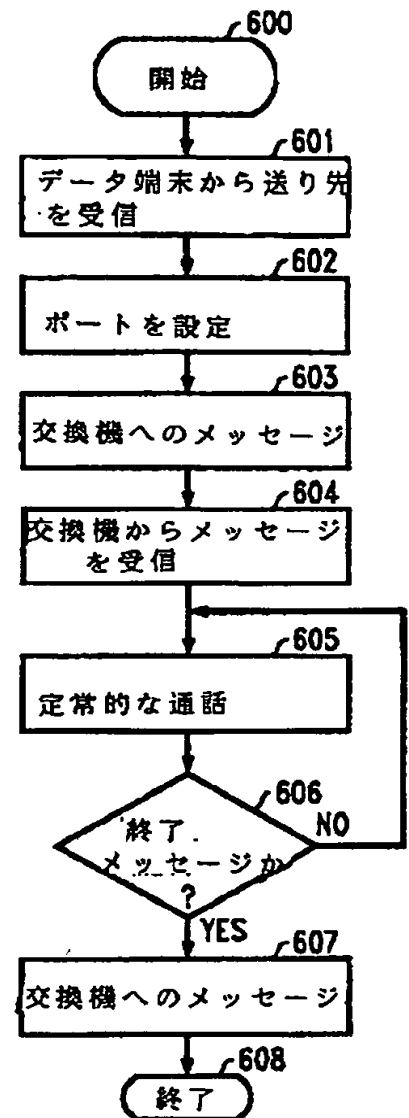 600
開始
601
データ端末から送り先
を受信
602
ポートを設定
603
交換機へのメッセージ
604
交換機からメッセージ
を受信
605
定常的な通話
606
終了
メッセージか
?
NO
YES
607
交換機へのメッセージ
608
終了